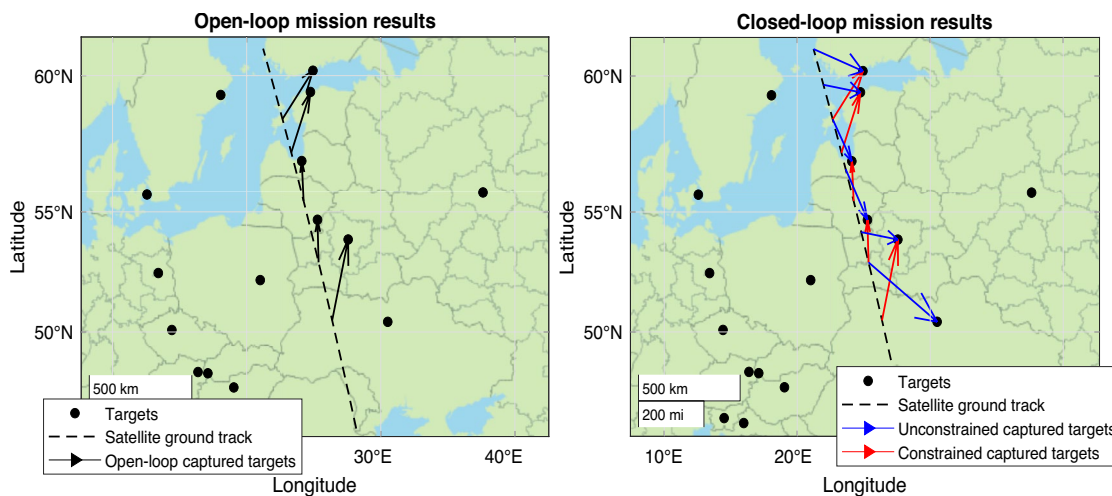 Open-loop mission results
60°N
55°N
50°N
Latitude
500 km
Targets
Satellite ground track
Open-loop captured targets
30°E
40°E
Longitude
Closed-loop mission results
60°N
55°N
50°N
Latitude
500 km
200 mi
Targets
Satellite ground track
Unconstrained captured targets
Constrained captured targets
10°E
20°E
Longitude